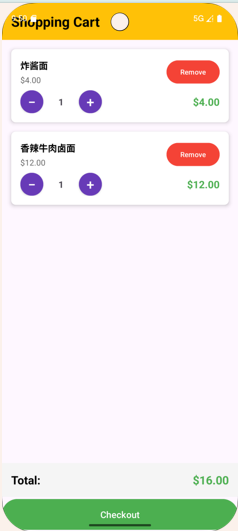 Shopping Cart
5G
炸酱面
Remove
$4.00
−
1
+
$4.00
香辣牛肉卤面
Remove
$12.00
−
1
+
$12.00
Total:
$16.00
Checkout